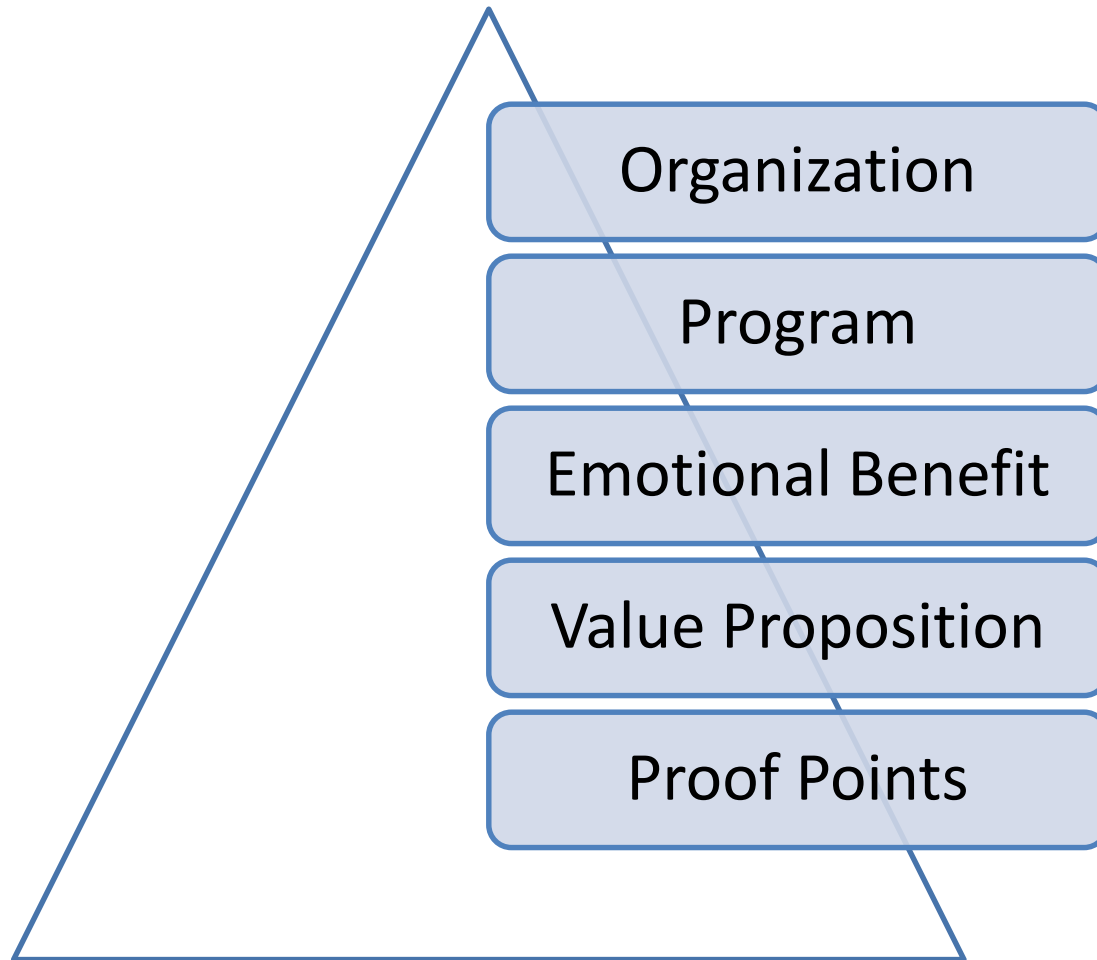 Organization
Program
Emotional Benefit
Value Proposition
Proof Points